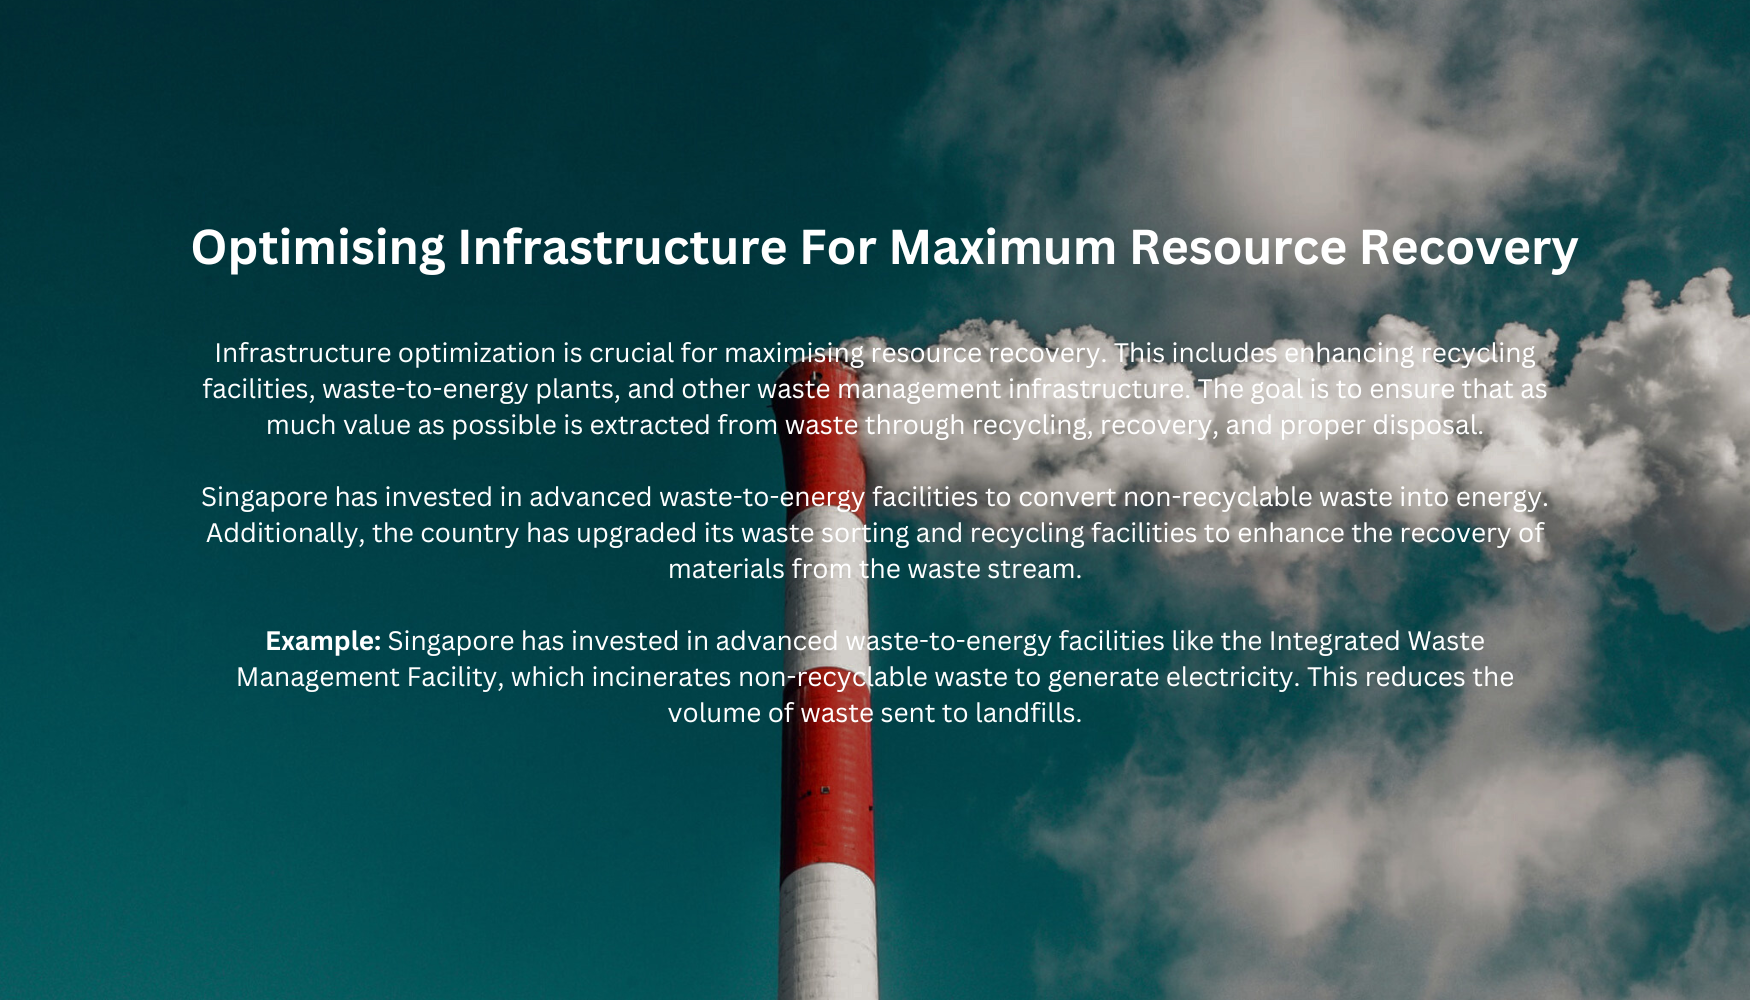 Optimising Infrastructure For Maximum Resource Recovery
Infrastructure optimization is crucial for maximising resource recovery. This includes enhancing recycling
facilities, waste-to-energy plants, and other waste management infrastructure. The goal is to ensure that as
much value as possible is extracted from waste through recycling, recovery, and proper disposal.
Singapore has invested in advanced waste-to-energy facilities to convert non-recyclable waste into energy.
Additionally, the country has upgraded its waste sorting and recycling facilities to enhance the recovery of
materials from the waste stream.
Example: Singapore has invested in advanced waste-to-energy facilities like the Integrated Waste
Management Facility, which incinerates non-recyclable waste to generate electricity. This reduces the
volume of waste sent to landfills.